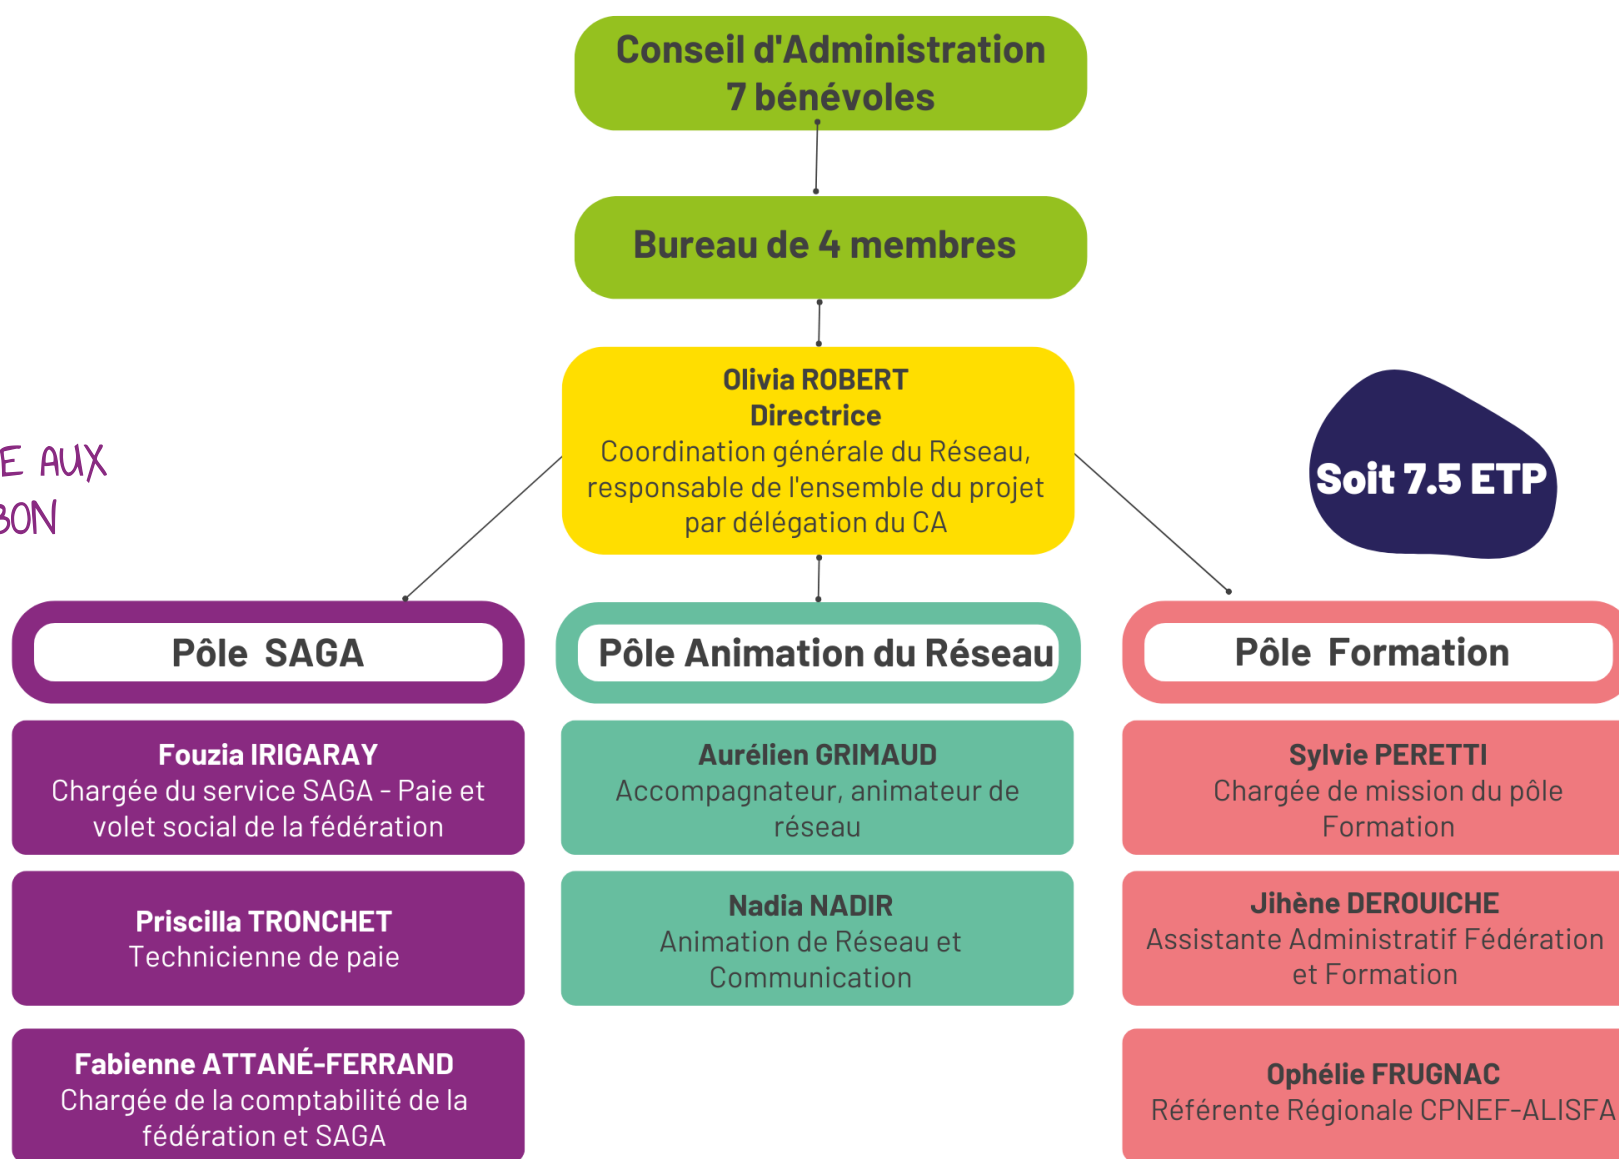 Conseil d'Administration
7 bénévoles
Bureau de 4 membres
Olivia ROBERT
Directrice
Coordination générale du Réseau,
responsable de l'ensemble du projet
par délégation du CA
E AUX
BON
Soit 7.5 ETP
Pôle SAGA
Fouzia IRIGARAY
Chargée du service SAGA - Paie et
volet social de la fédération
Priscilla TRONCHET
Technicienne de paie
Fabienne ATTANÉ-FERRAND
Chargée de la comptabilité de la
fédération et SAGA
Pôle Animation du Réseau
Aurélien GRIMAUD
Accompagnateur, animateur de
réseau
Nadia NADIR
Animation de Réseau et
Communication
Pôle Formation
Sylvie PERETTI
Chargée de mission du pôle
Formation
Jihène DEROUICHE
Assistante Administratif Fédération
et Formation
Ophélie FRUGNAC
Référente Régionale CPNEF-ALISFA